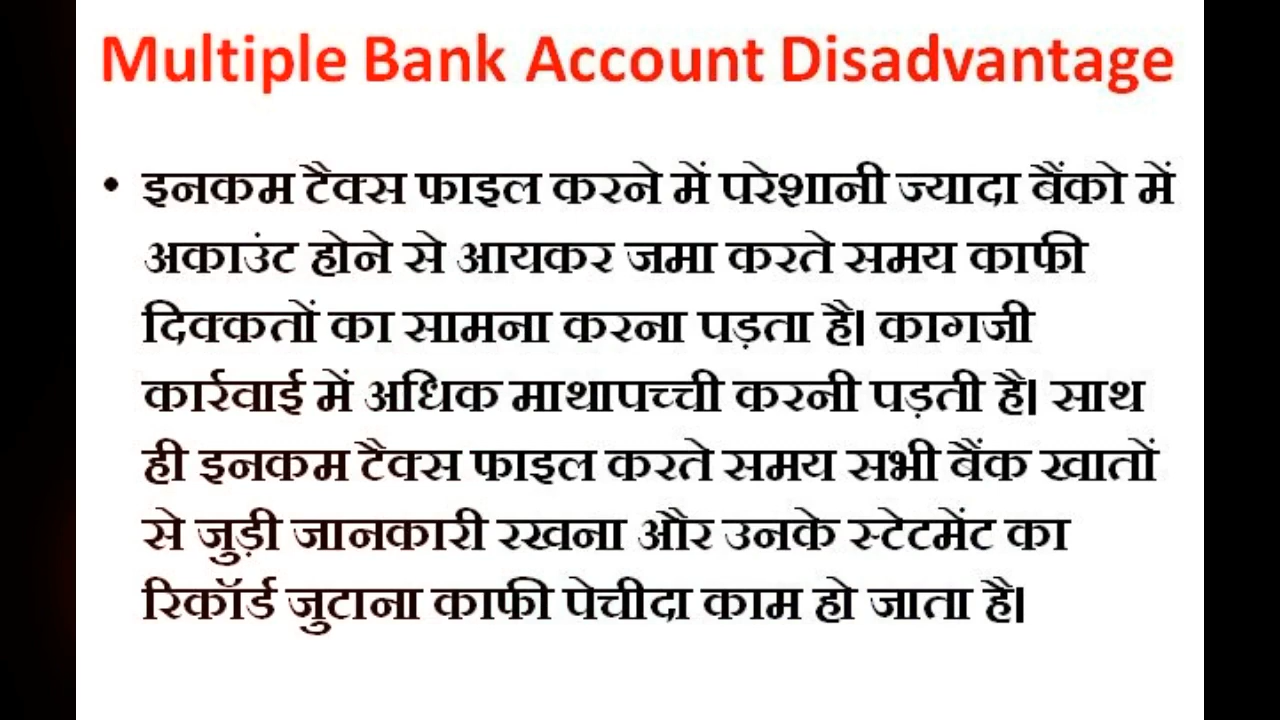 Multiple Bank Account Disadvantage
• इनकम टैक्स फाइल करने में परेशानी ज्यादा बैंको में
अकाउंट होने से आयकर जमा करते समय काफी
दिक्कतों का सामना करना पड़ता है। कागजी
कार्रवाई में अधिक माथापच्ची करनी पड़ती है। साथ
ही इनकम टैक्स फाइल करते समय सभी बैंक खातों
से जुड़ी जानकारी रखना और उनके स्टेटमेंट का
रिकॉर्ड जुटाना काफी पेचीदा काम हो जाता है।